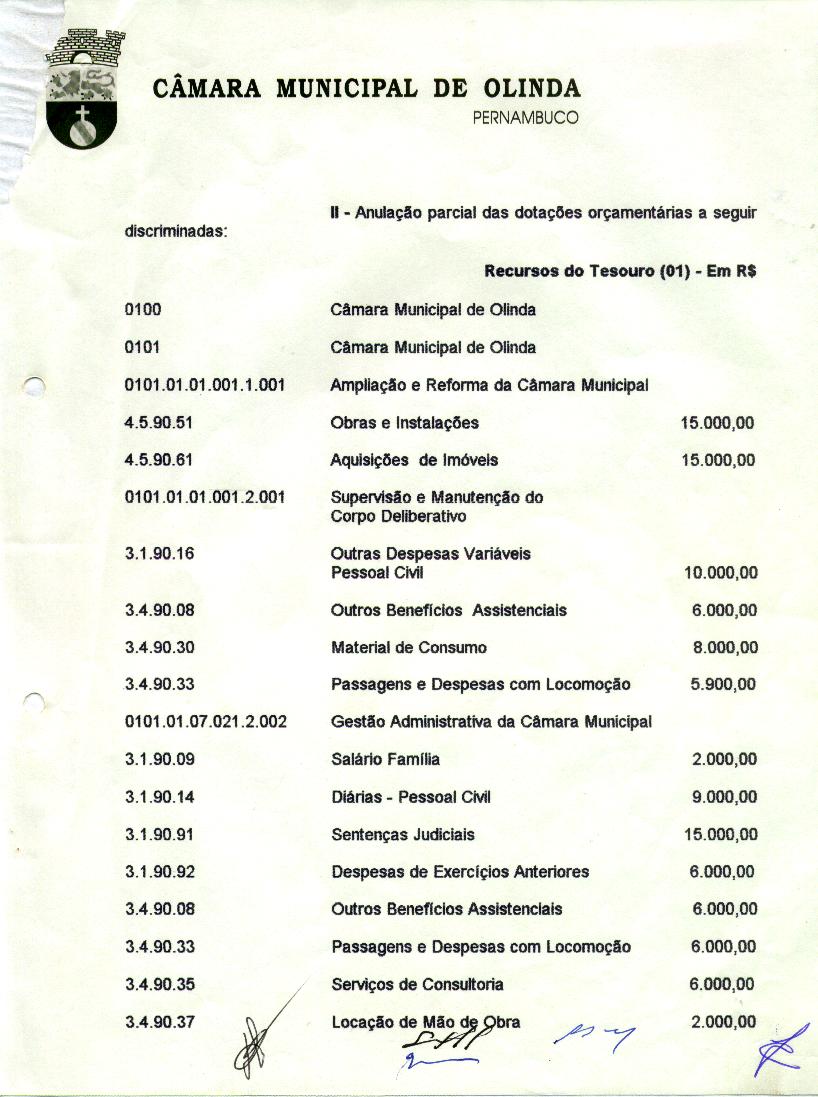 CÂMARA MUNICIPAL DE OLINDA
PERNAMBUCO
II - Anulação parcial das dotações orçamentárias a seguir
discriminadas:
Recursos do Tesouro (01) - Em R$
0100 Câmara Municipal de Olinda
0101 Câmara Municipal de Olinda
0101.01.01.001.1.001 Ampliação e Reforma da Câmara Municipal
4.5.90.51 Obras e Instalações 15.000,00
4.5.90.61 Aquisições de Imóveis 15.000,00
0101.01.01.001.2.001 Supervisão e Manutenção do
Corpo Deliberativo
3.1.90.16 Outras Despesas Variáveis
Pessoal Civil 10.000,00
3.4.90.08 Outros Benefícios Assistenciais 6.000,00
3.4.90.30 Material de Consumo 8.000,00
3.4.90.33 Passagens e Despesas com Locomoção 5.900,00
0101.01.07.021.2.002 Gestão Administrativa da Câmara Municipal
3.1.90.09 Salário Família 2.000,00
3.1.90.14 Diárias - Pessoal Civil 9.000,00
3.1.90.91 Sentenças Judiciais 15.000,00
3.1.90.92 Despesas de Exercíçios Anteriores 6.000,00
3.4.90.08 Outros Benefícios Assistenciais 6.000,00
3.4.90.33 Passagens e Despesas com Locomoção 6.000,00
3.4.90.35 Serviços de Consultoria 6.000,00
3.4.90.37 Locação de Mão de Obra 2.000,00